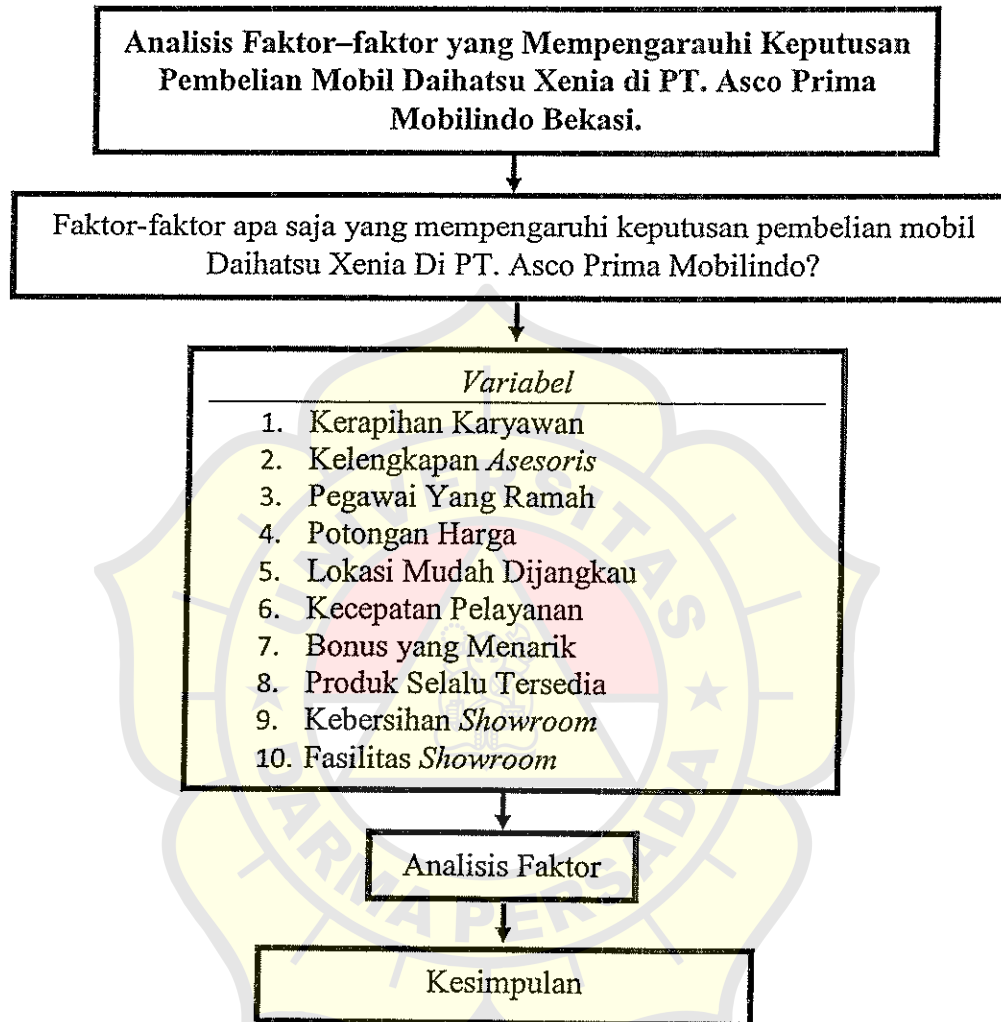 Analisis Faktor–faktor yang Mempengarauhi Keputusan
Pembelian Mobil Daihatsu Xenia di PT. Asco Prima
Mobilindo Bekasi.
Faktor-faktor apa saja yang mempengaruhi keputusan pembelian mobil
Daihatsu Xenia Di PT. Asco Prima Mobilindo?
Variabel
1. Kerapihan Karyawan
2. Kelengkapan Asesoris
3. Pegawai Yang Ramah
4. Potongan Harga
5. Lokasi Mudah Dijangkau
6. Kecepatan Pelayanan
7. Bonus yang Menarik
8. Produk Selalu Tersedia
9. Kebersihan Showroom
10. Fasilitas Showroom
Analisis Faktor
Kesimpulan
UNIVERSITAS
DARMA PERSADA